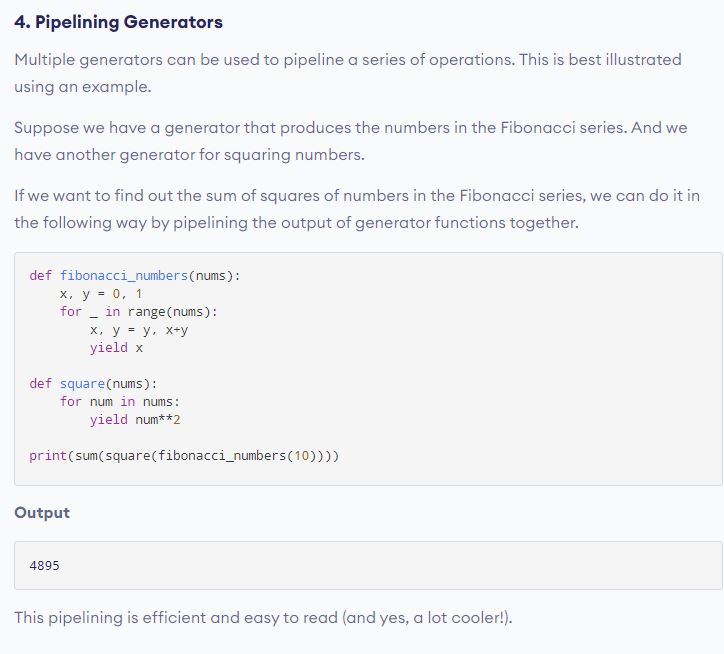 4. Pipelining Generators
Multiple generators can be used to pipeline a series of operations. This is best illustrated
using an example.
Suppose we have a generator that produces the numbers in the Fibonacci series. And we
have another generator for squaring numbers.
If we want to find out the sum of squares of numbers in the Fibonacci series, we can do it in
the following way by pipelining the output of generator functions together.
def fibonacci_numbers(nums):
    x, y = 0, 1
    for _ in range(nums):
        x, y = y, x+y
        yield x
def square(nums):
    for num in nums:
        yield num**2
print(sum(square(fibonacci_numbers(10))))
Output
4895
This pipelining is efficient and easy to read (and yes, a lot cooler!).